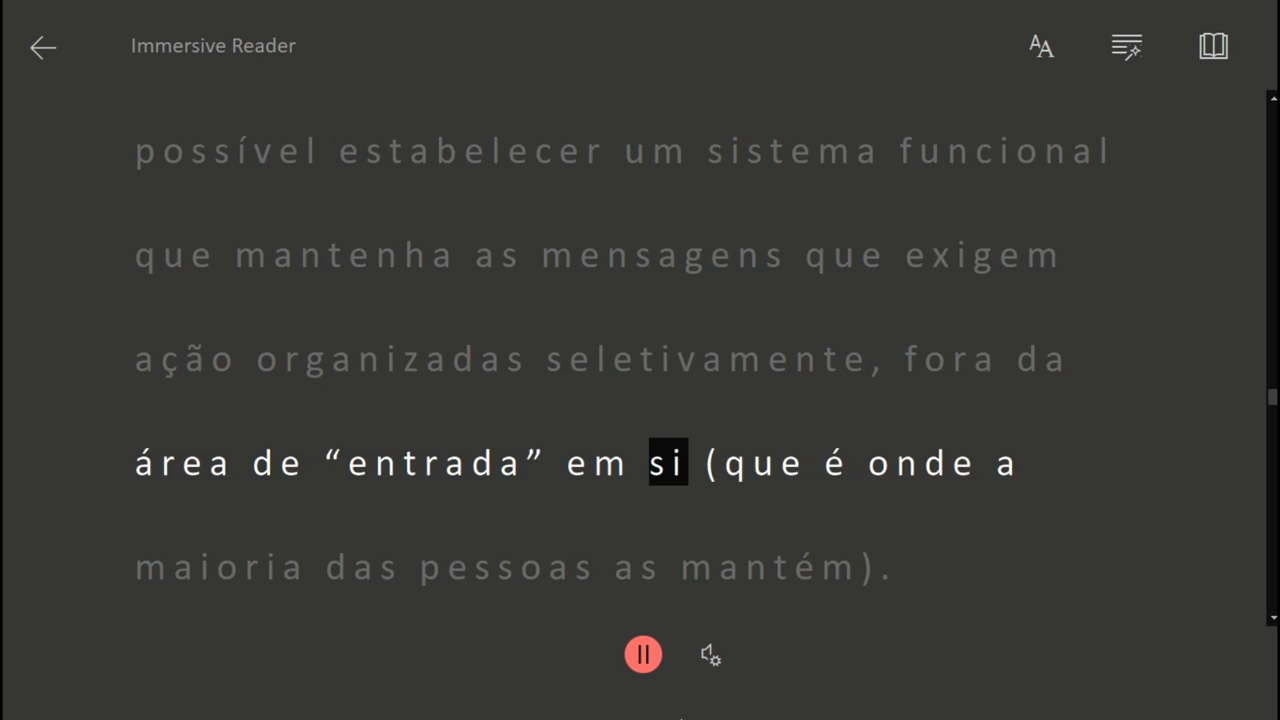 Immersive Reader
possível estabelecer um sistema funcional
que mantenha as mensagens que exigem
ação organizadas seletivamente, fora da
área de “entrada” em si (que é onde a
maioria das pessoas as mantém).